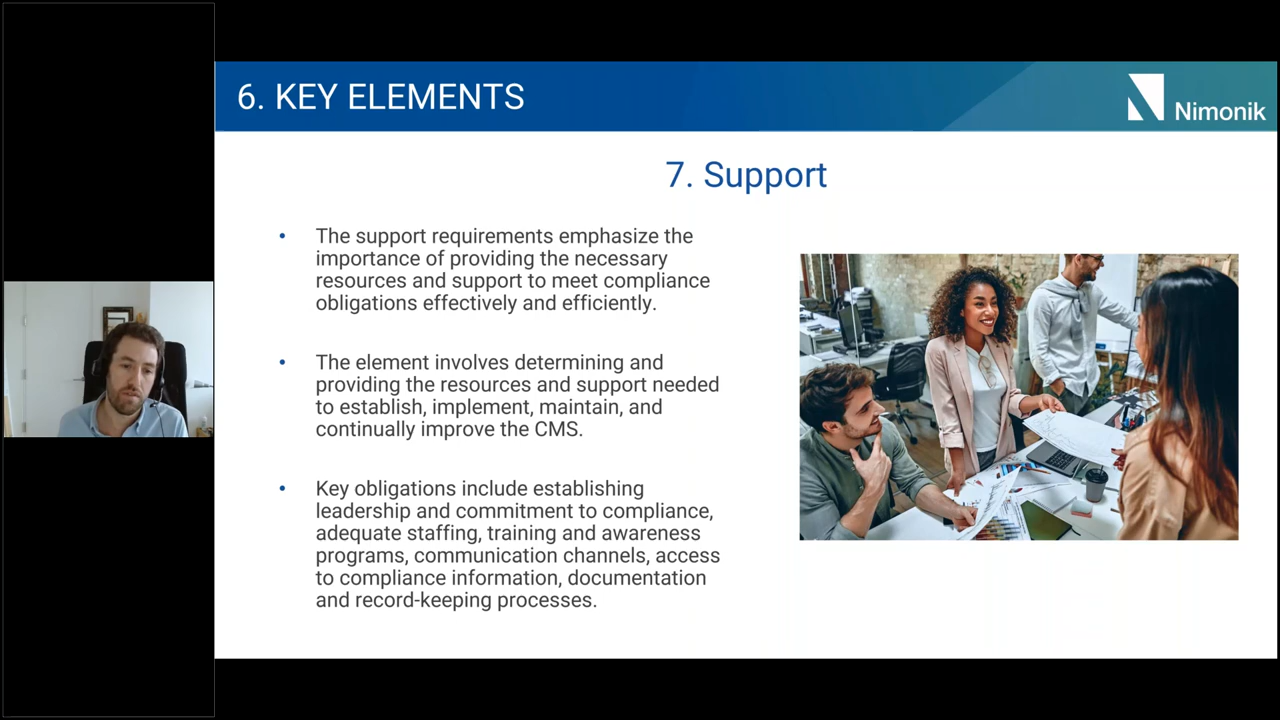 6. KEY ELEMENTS
Nimonik
7. Support
• The support requirements emphasize the
importance of providing the necessary
resources and support to meet compliance
obligations effectively and efficiently.
• The element involves determining and
providing the resources and support needed
to establish, implement, maintain, and
continually improve the CMS.
• Key obligations include establishing
leadership and commitment to compliance,
adequate staffing, training and awareness
programs, communication channels, access
to compliance information, documentation
and record-keeping processes.